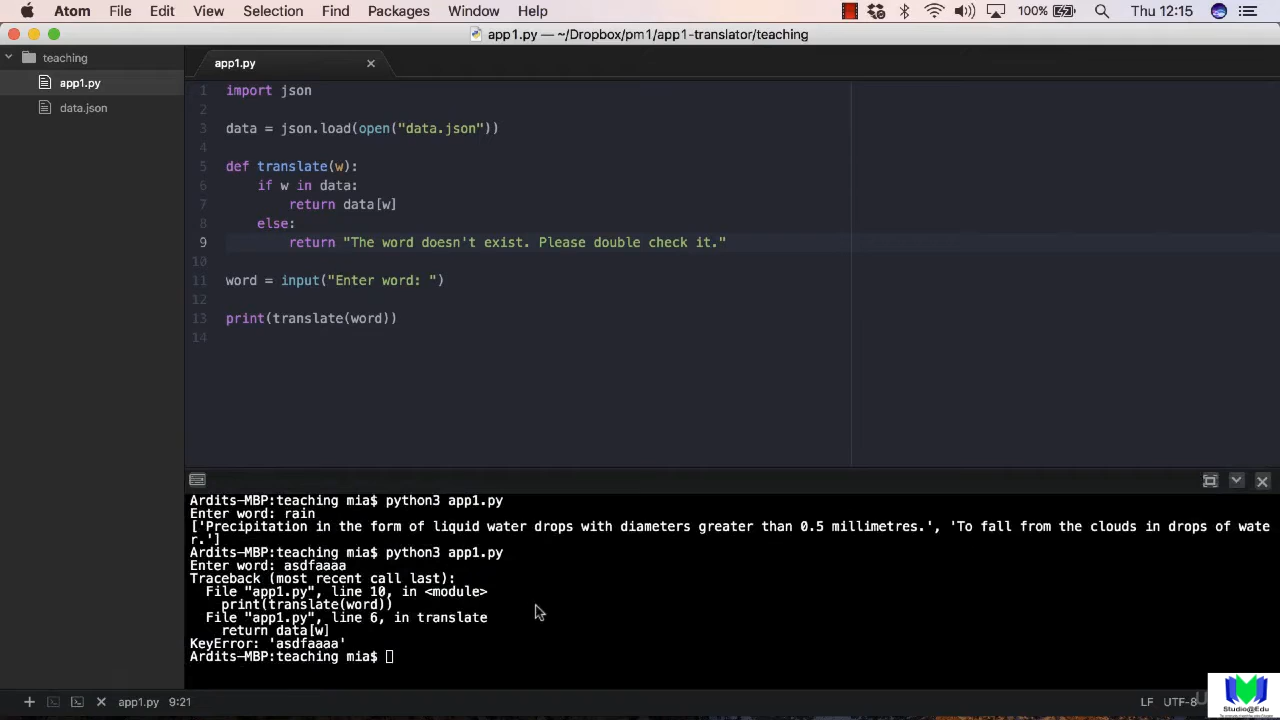 Atom File Edit View Selection Find Packages Window Help 100% Thu 12:15
app1.py — ~/Dropbox/pm1/app1-translator/teaching
teaching
app1.py
data.json
app1.py
1 import json
2
3 data = json.load(open("data.json"))
4
5 def translate(w):
6 if w in data:
7 return data[w]
8 else:
9 return "The word doesn't exist. Please double check it."
10
11 word = input("Enter word: ")
12
13 print(translate(word))
14
Ardits-MBP:teaching mia$ python3 app1.py
Enter word: rain
['Precipitation in the form of liquid water drops with diameters greater than 0.5 millimetres.', 'To fall from the clouds in drops of wate
r.']
Ardits-MBP:teaching mia$ python3 app1.py
Enter word: asdfaaaa
Traceback (most recent call last):
File "app1.py", line 10, in <module>
print(translate(word))
File "app1.py", line 6, in translate
return data[w]
KeyError: 'asdfaaaa'
Ardits-MBP:teaching mia$
app1.py 9:21 LF UTF-8
Studio@Edu